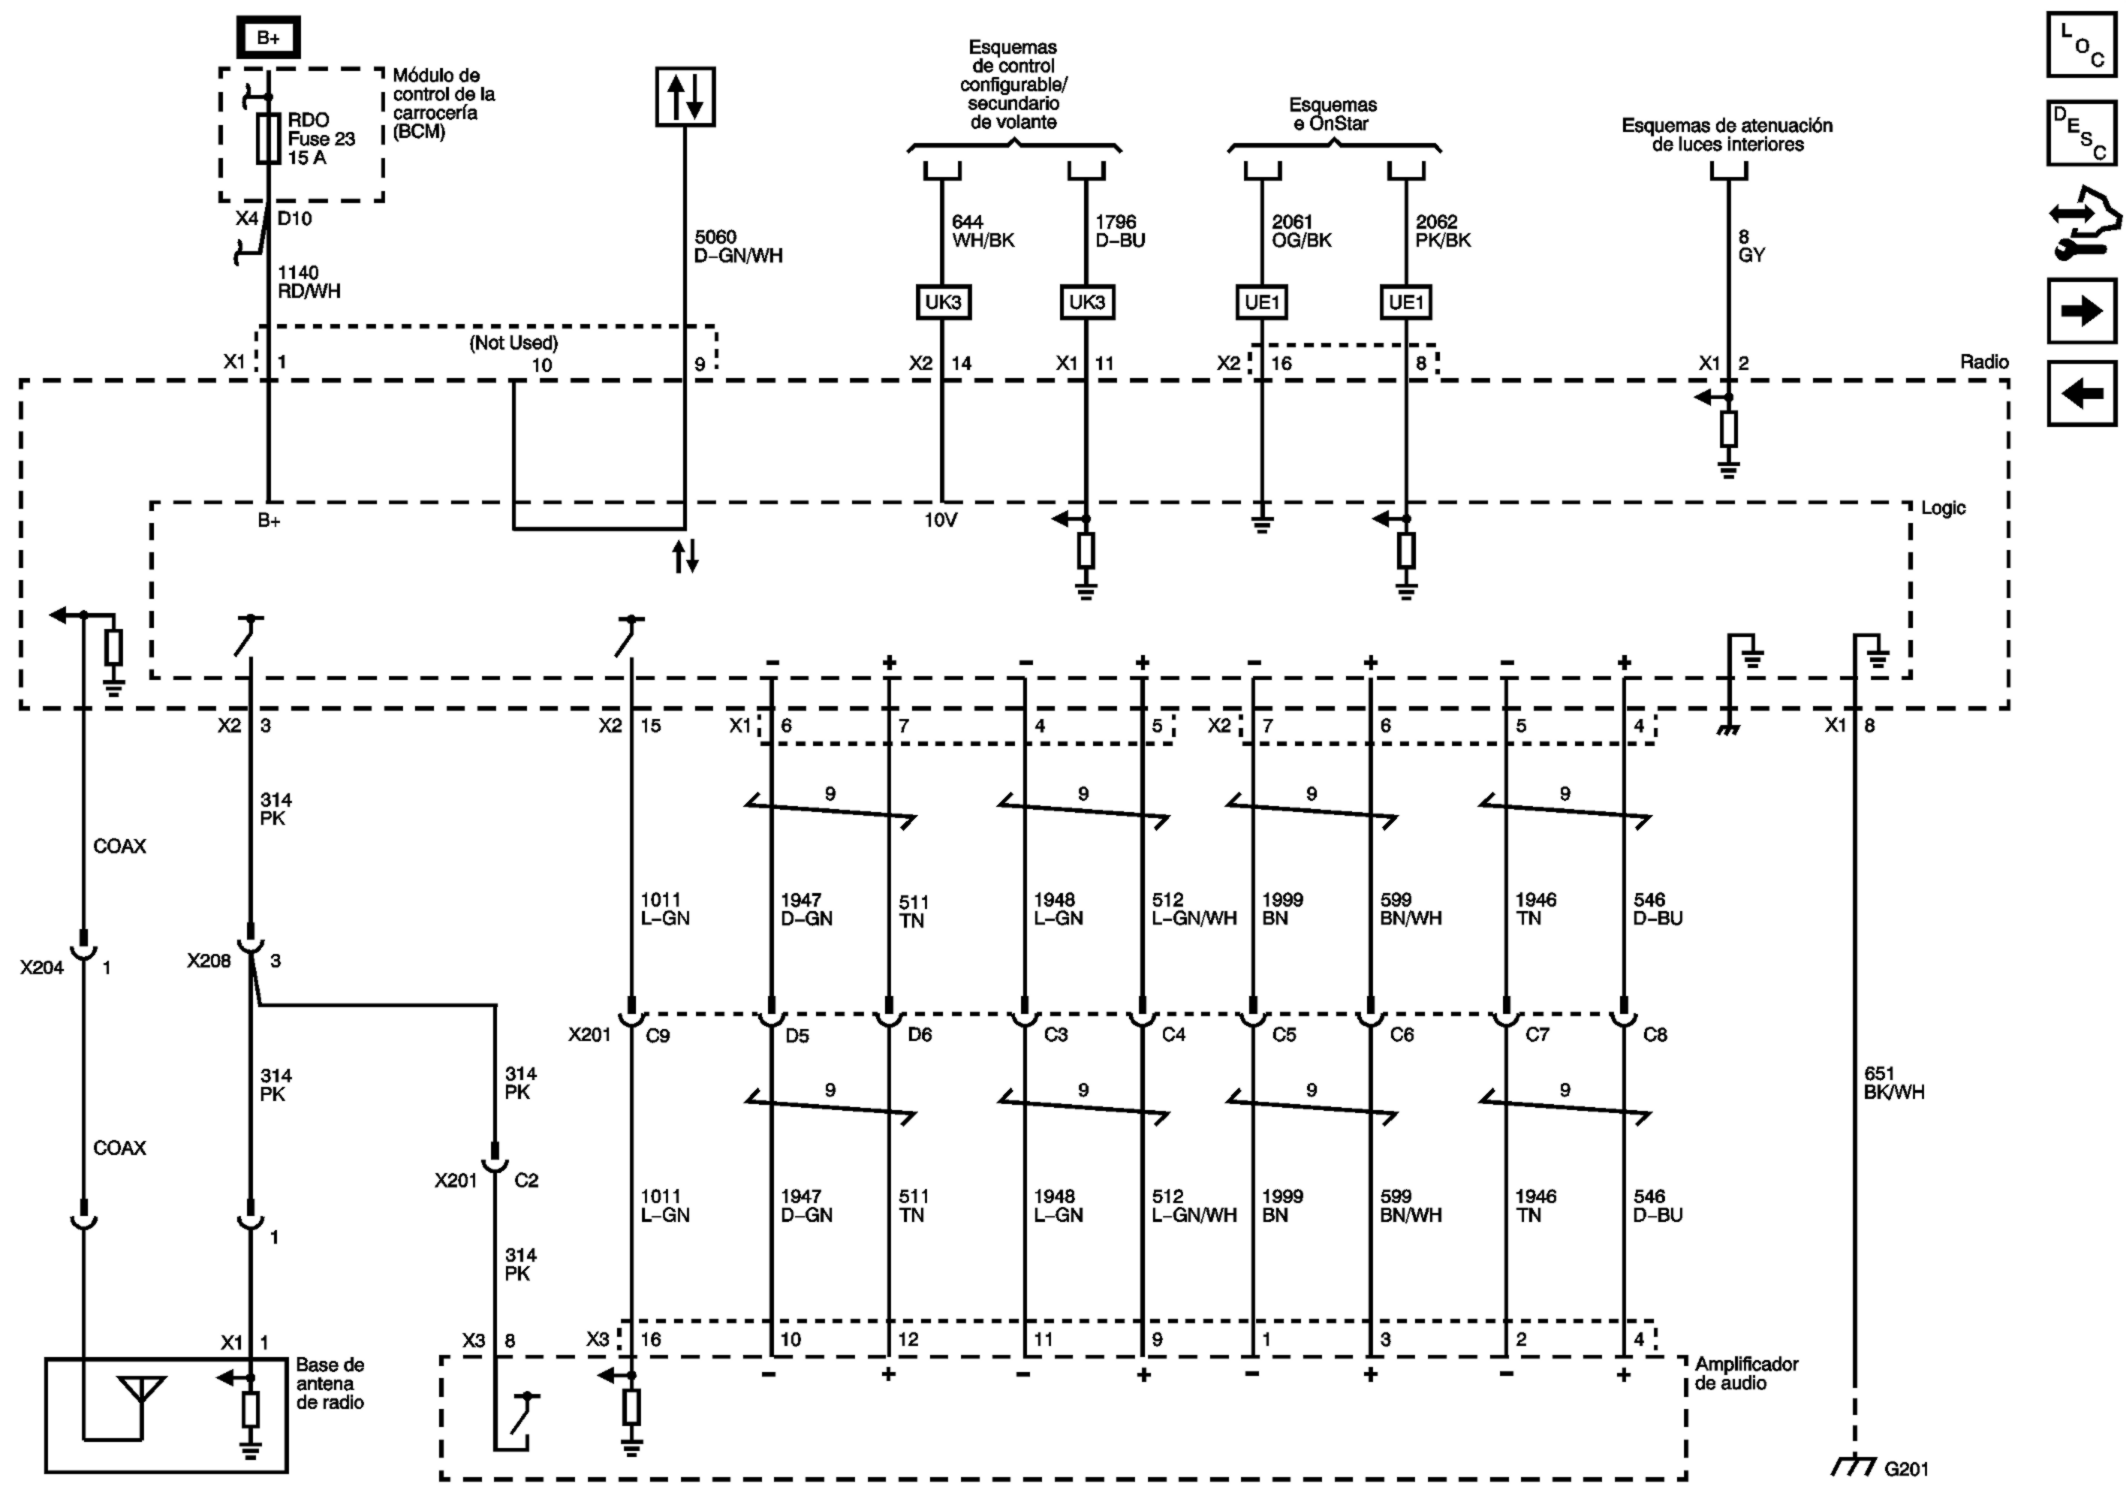 B+
Módulo de
control de la
carrocería
(BCM)
RDO
Fuse 23
15 A
X4 D10
1140
RD/WH
5060
D-GN/WH
Esquemas
de control
configurable/
secundario
de volante
644
WH/BK
1796
D-BU
UK3
UK3
Esquemas
e OnStar
2061
OG/BK
2062
PK/BK
UE1
UE1
Esquemas de atenuación
de luces interiores
8
GY
LOC
DESC
X1 1
(Not Used)
10
9
X2 14
X1 11
X2 16
8
X1 2
Radio
B+
10V
Logic
- + - + - + - +
X2 3
X2 15
X1 6
7
4
5
X2 7
6
5
4
X1 8
314
PK
COAX
9 9 9 9
1011
L-GN
1947
D-GN
511
TN
1948
L-GN
512
L-GN/WH
1999
BN
599
BN/WH
1946
TN
546
D-BU
X204 1
X208 3
X201 C9
D5
D6
C3
C4
C5
C6
C7
C8
314
PK
314
PK
9 9 9 9
651
BK/WH
COAX
X201 C2
1011
L-GN
1947
D-GN
511
TN
1948
L-GN
512
L-GN/WH
1999
BN
599
BN/WH
1946
TN
546
D-BU
1
314
PK
X1 1
X3 8
X3 16
10
12
11
9
1
3
2
4
Base de
antena
de radio
- + - + - + - +
Amplificador
de audio
G201